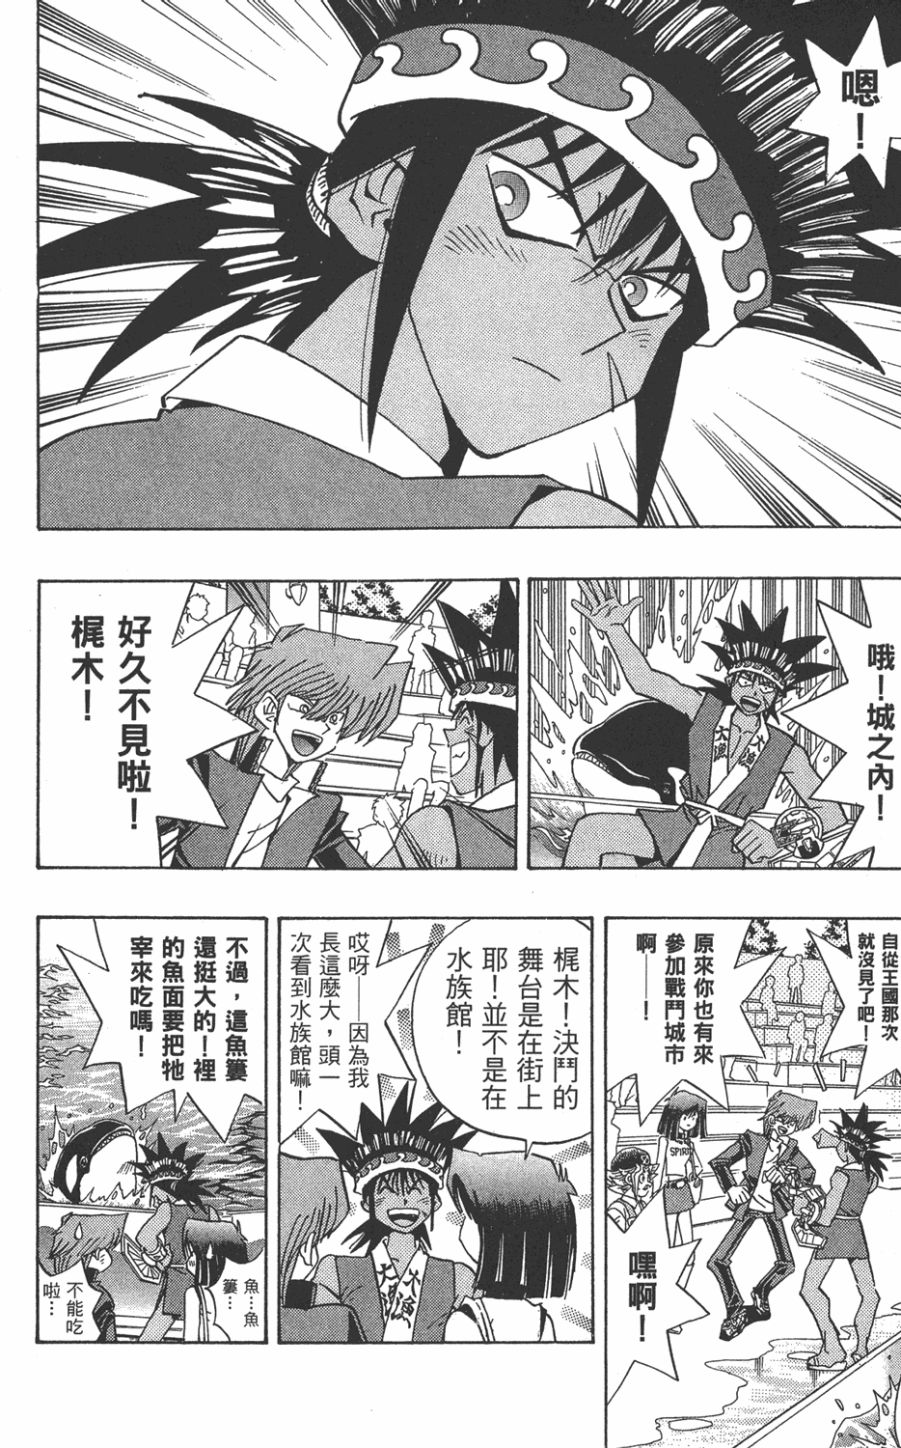 嗯！
哦！城之內！
好久不見啦！
梶木！
自從王國那次
就沒見了吧！
原來你也有來
參加戰鬥城市
啊——！
SPIRIT
嘿啊！
梶木！決鬥的
舞台是在街上
耶！並不是在
水族館！
哎呀——因為我
長這麼大，頭一
次看到水族館嘛！
大漁
大漁
不過，這魚簍
還挺大的！裡
的魚面要把牠
宰來吃嗎！
魚…魚
簍…
不能吃
啦…